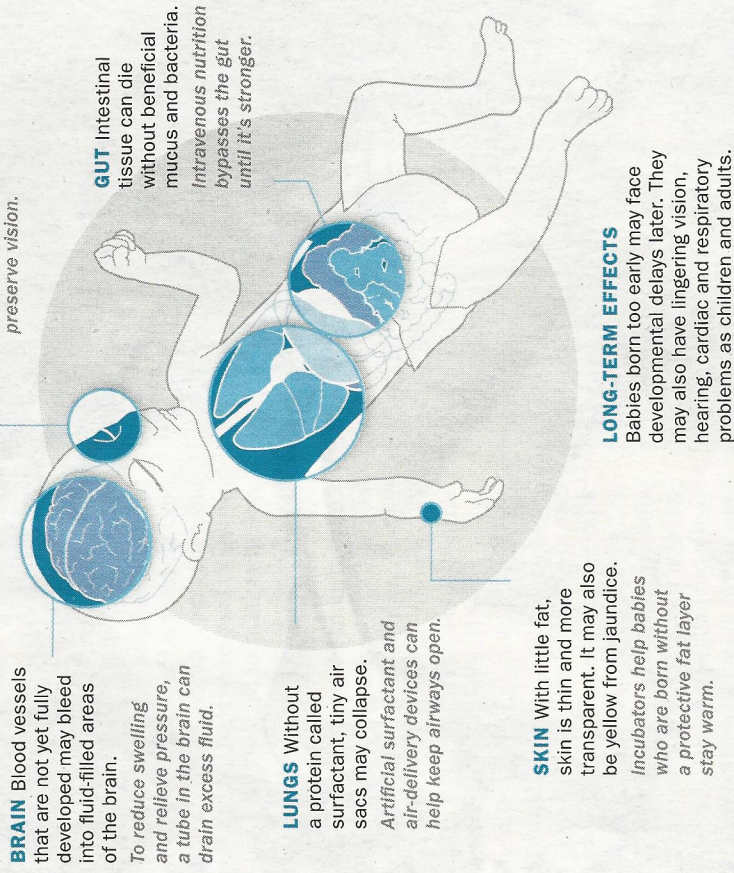 BRAIN Blood vessels
that are not yet fully
developed may bleed
into fluid-filled areas
of the brain.
To reduce swelling
and relieve pressure,
a tube in the brain can
drain excess fluid.
preserve vision.
LUNGS Without
a protein called
surfactant, tiny air
sacs may collapse.
Artificial surfactant and
air-delivery devices can
help keep airways open.
GUT Intestinal
tissue can die
without beneficial
mucus and bacteria.
Intravenous nutrition
bypasses the gut
until it's stronger.
SKIN With little fat,
skin is thin and more
transparent. It may also
be yellow from jaundice.
Incubators help babies
who are born without
a protective fat layer
stay warm.
LONG-TERM EFFECTS
Babies born too early may face
developmental delays later. They
may also have lingering vision,
hearing, cardiac and respiratory
problems as children and adults.